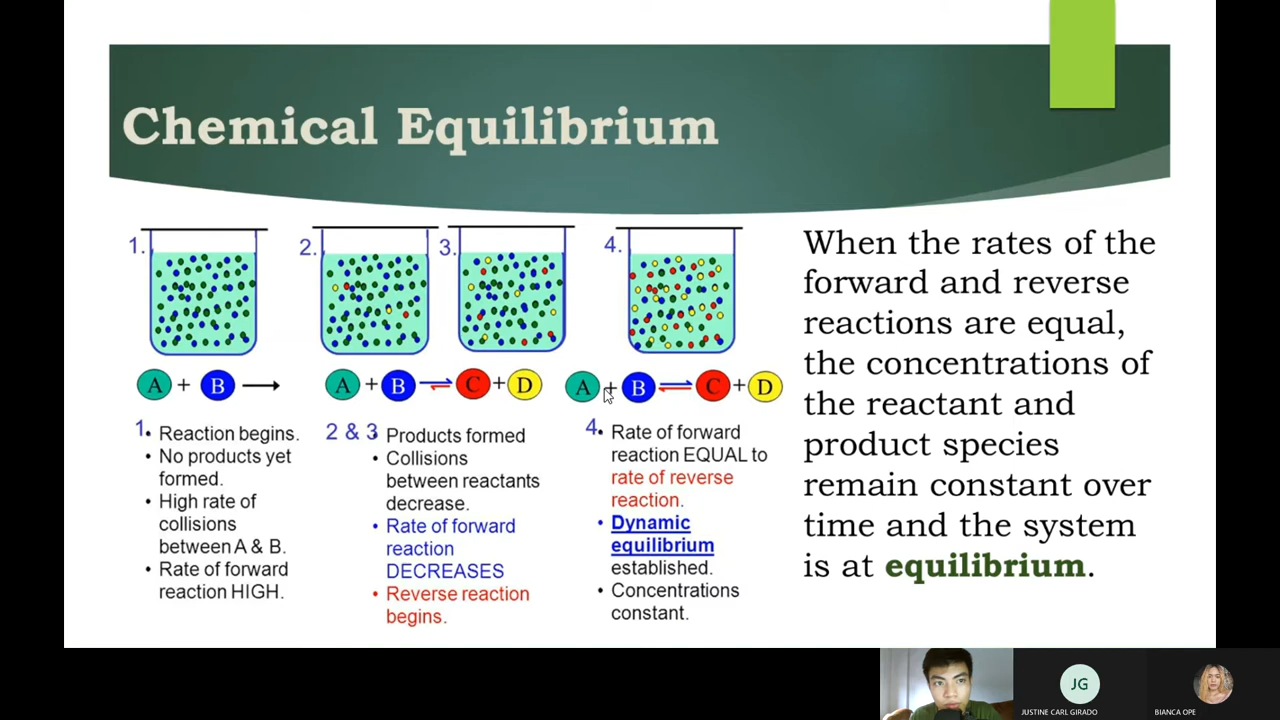 Chemical Equilibrium
1.
2.
3.
4.
A + B
A + B C + D
A + B C + D
1.
• Reaction begins.
• No products yet
formed.
• High rate of
collisions
between A & B.
• Rate of forward
reaction HIGH.
2 & 3
• Products formed
• Collisions
between reactants
decrease.
• Rate of forward
reaction
DECREASES
• Reverse reaction
begins.
4.
• Rate of forward
reaction EQUAL to
rate of reverse
reaction.
• Dynamic
equilibrium
established.
• Concentrations
constant.
When the rates of the
forward and reverse
reactions are equal,
the concentrations of
the reactant and
product species
remain constant over
time and the system
is at equilibrium.
JG
JUSTINE CARL GIRADO
BIANCA OPE